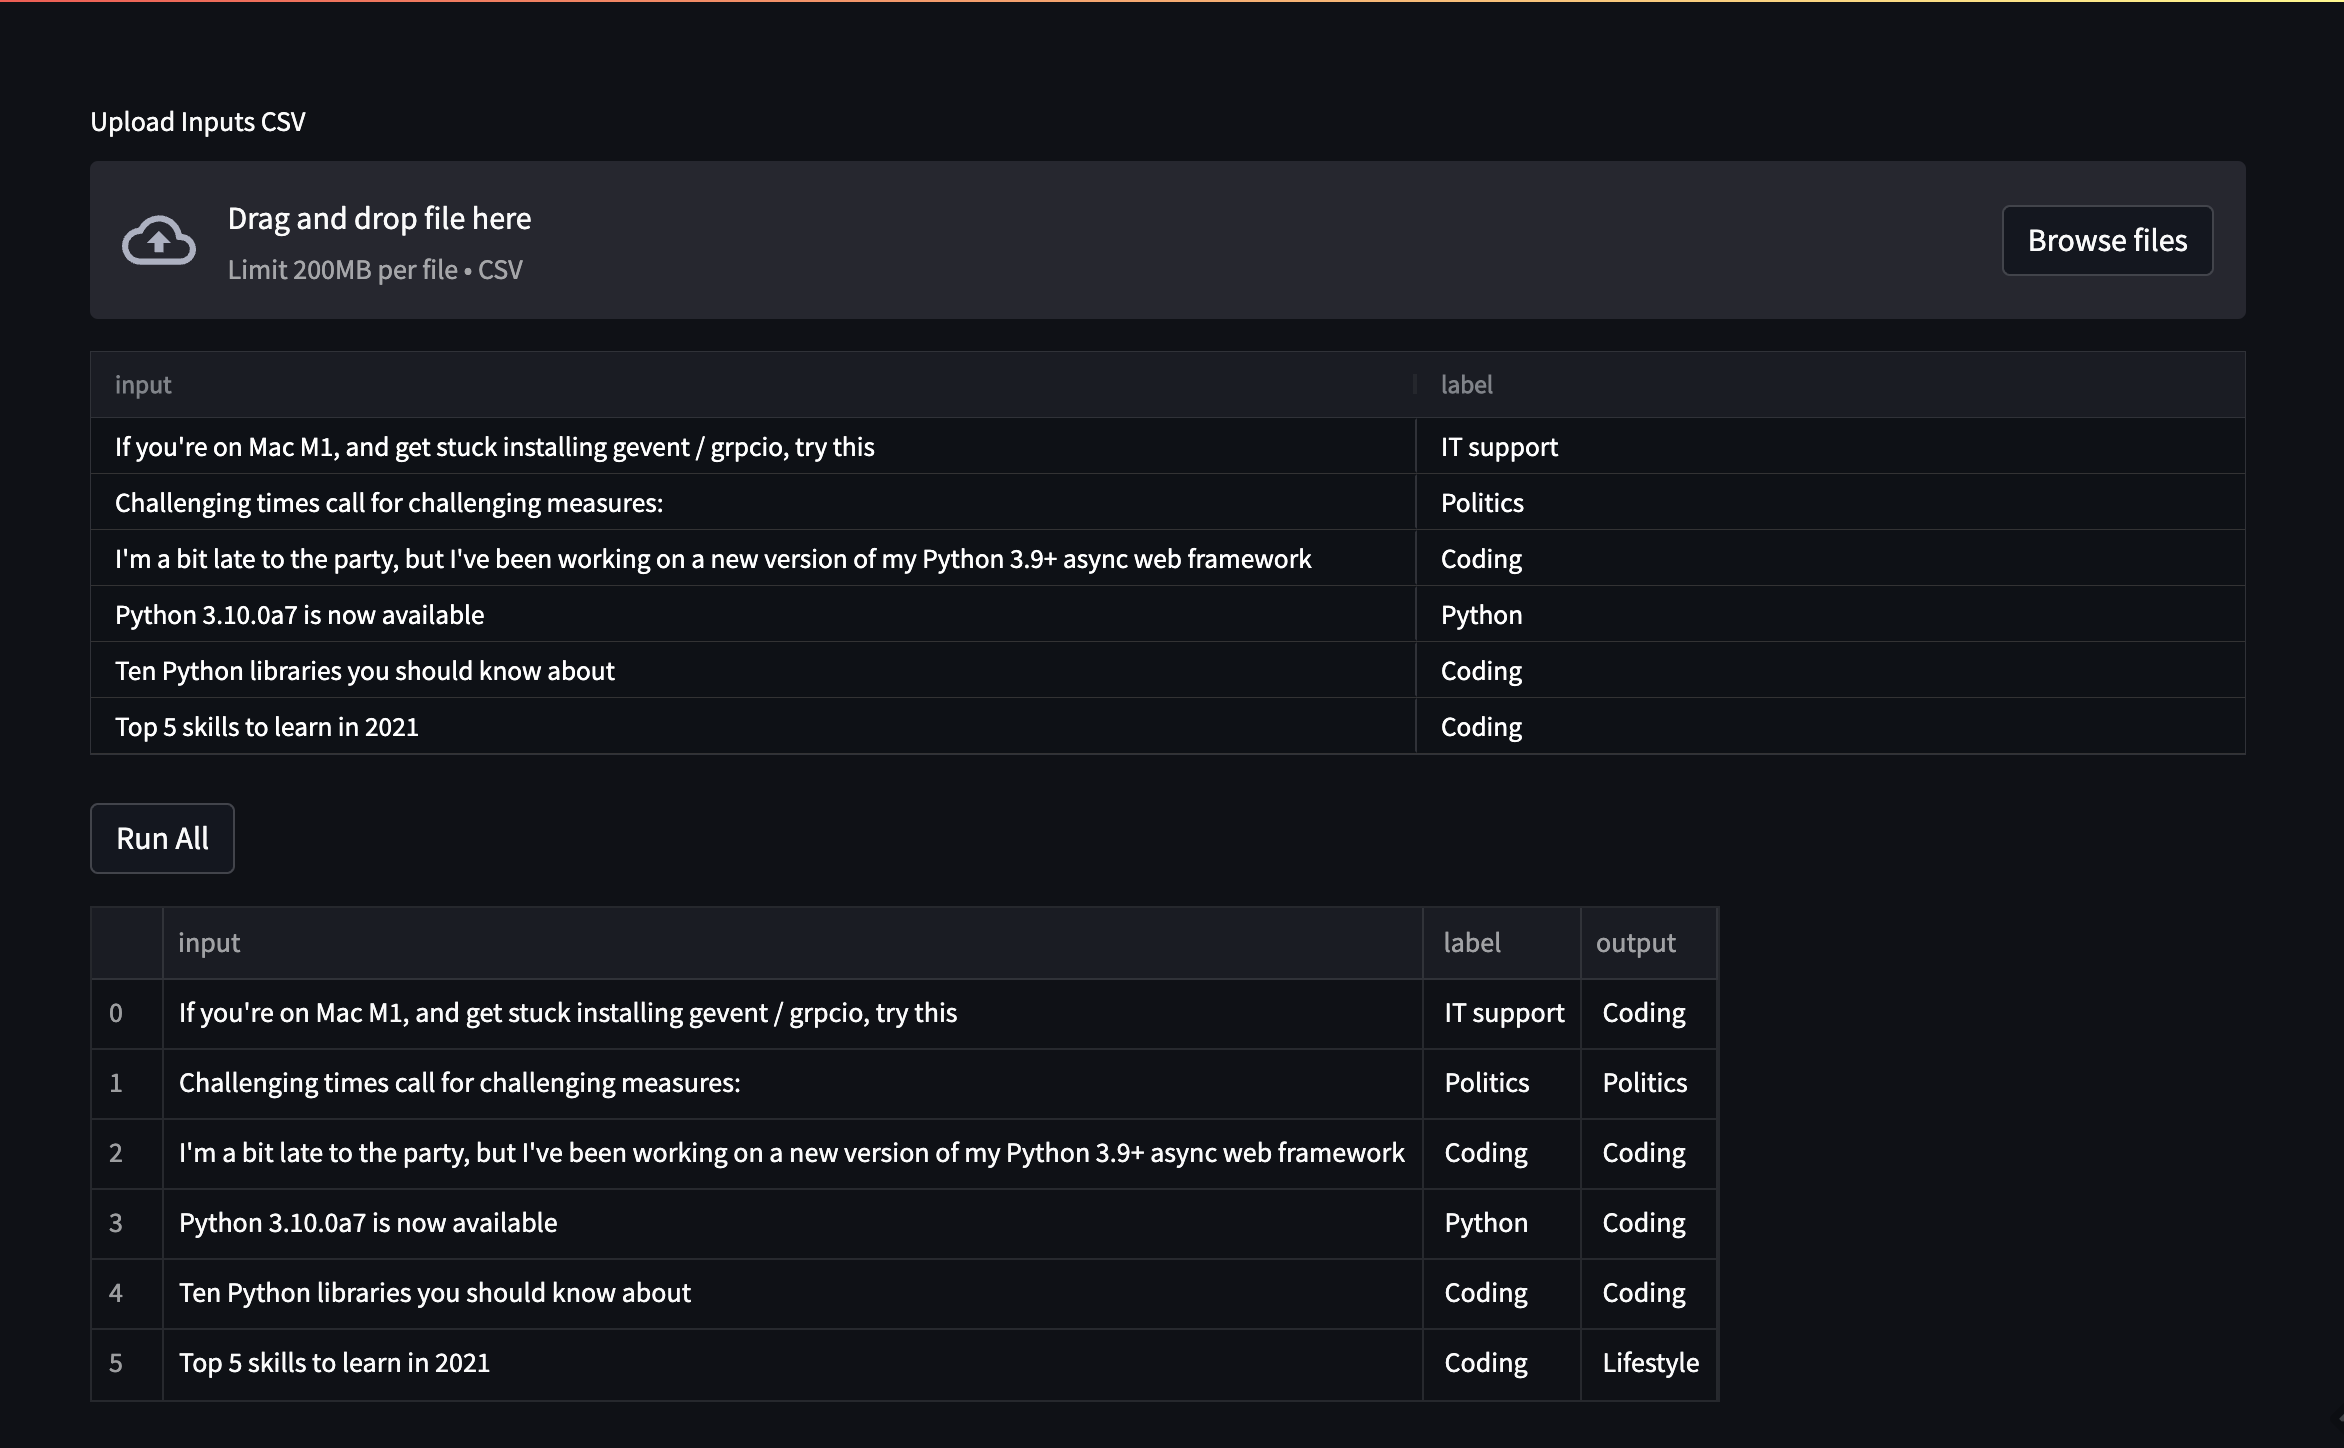 Upload Inputs CSV
Drag and drop file here
Limit 200MB per file • CSV
Browse files
input label
If you're on Mac M1, and get stuck installing gevent / grpcio, try this IT support
Challenging times call for challenging measures: Politics
I'm a bit late to the party, but I've been working on a new version of my Python 3.9+ async web framework Coding
Python 3.10.0a7 is now available Python
Ten Python libraries you should know about Coding
Top 5 skills to learn in 2021 Coding
Run All
input label output
0 If you're on Mac M1, and get stuck installing gevent / grpcio, try this IT support Coding
1 Challenging times call for challenging measures: Politics Politics
2 I'm a bit late to the party, but I've been working on a new version of my Python 3.9+ async web framework Coding Coding
3 Python 3.10.0a7 is now available Python Coding
4 Ten Python libraries you should know about Coding Coding
5 Top 5 skills to learn in 2021 Coding Lifestyle